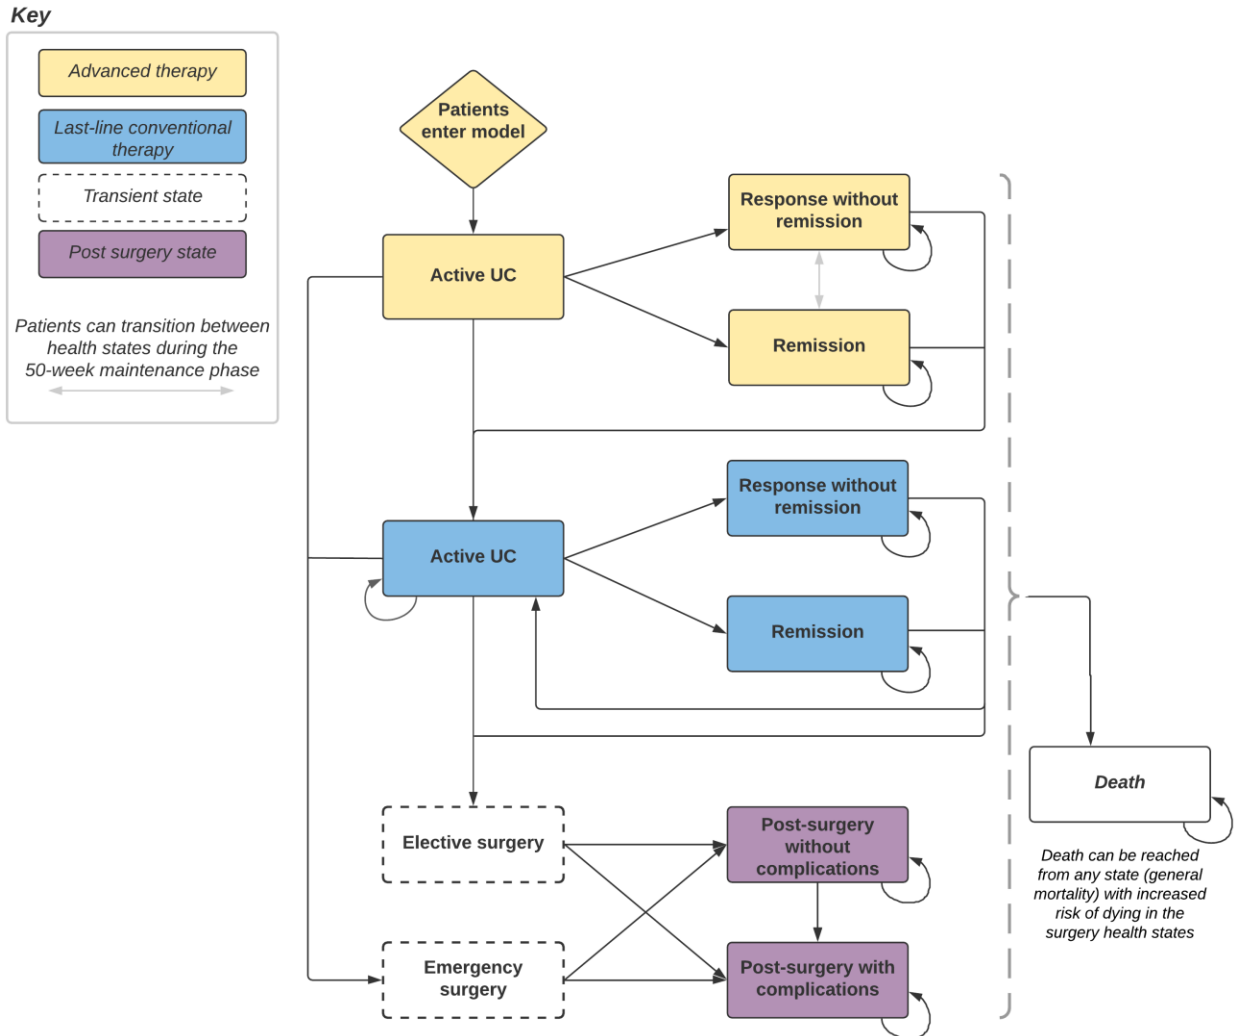 Key
Advanced therapy
Last-line conventional
therapy
Transient state
Post surgery state
Patients can transition between
health states during the
50-week maintenance phase
Patients
enter model
Active UC
Response without
remission
Remission
Active UC
Response without
remission
Remission
Elective surgery
Emergency
surgery
Post-surgery
without
complications
Post-surgery with
complications
Death
Death can be reached
from any state (general
mortality) with increased
risk of dying in the
surgery health states